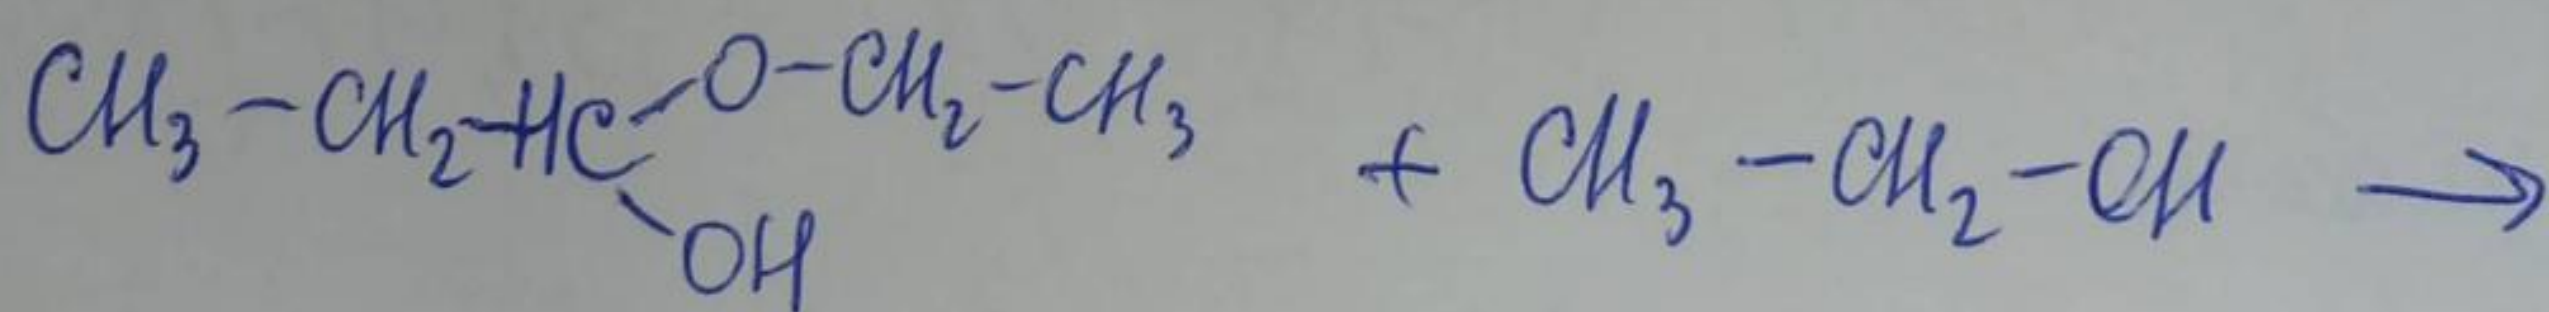 CH₃-CH₂-HC-O-CH₂-CH₃ + CH₃-CH₂-OH →
OH